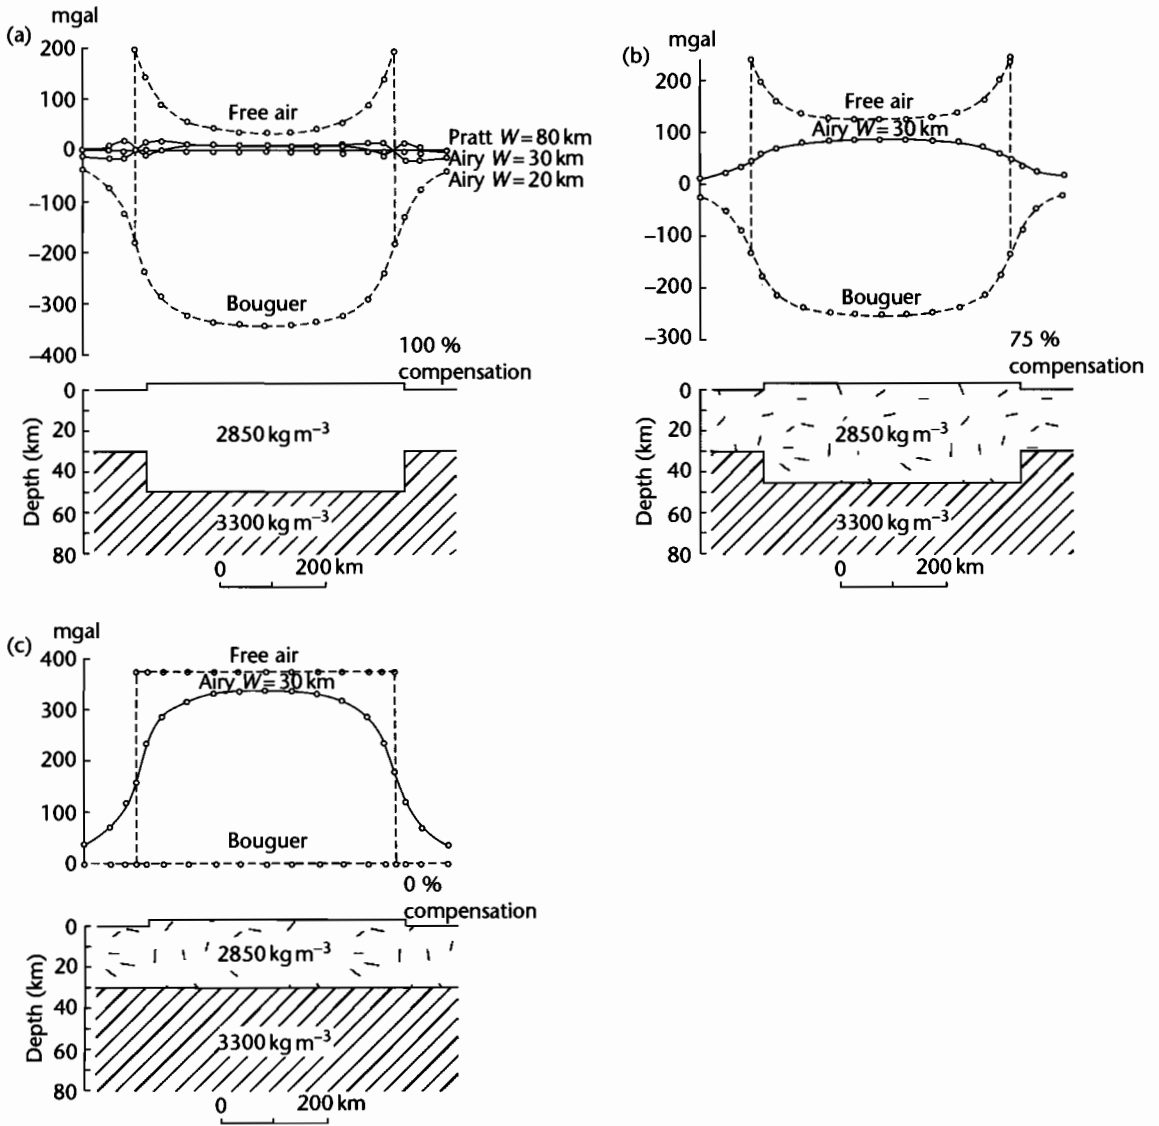 (a)
mgal
200
100
0
–100
–200
–300
–400
Free air
Pratt W = 80 km
Airy W = 30 km
Airy W = 20 km
Bouguer
100 %
compensation
0
20
40
60
80
Depth (km)
2850 kg m–3
3300 kg m–3
0 200 km
(b)
mgal
200
100
0
–100
–200
–300
Free air
Airy W = 30 km
Bouguer
75 %
compensation
0
20
40
60
80
Depth (km)
2850 kg m–3
3300 kg m–3
0 200 km
(c)
mgal
400
300
200
100
0
Free air
Airy W = 30 km
Bouguer
0 %
compensation
0
20
40
60
80
Depth (km)
2850 kg m–3
3300 kg m–3
0 200 km